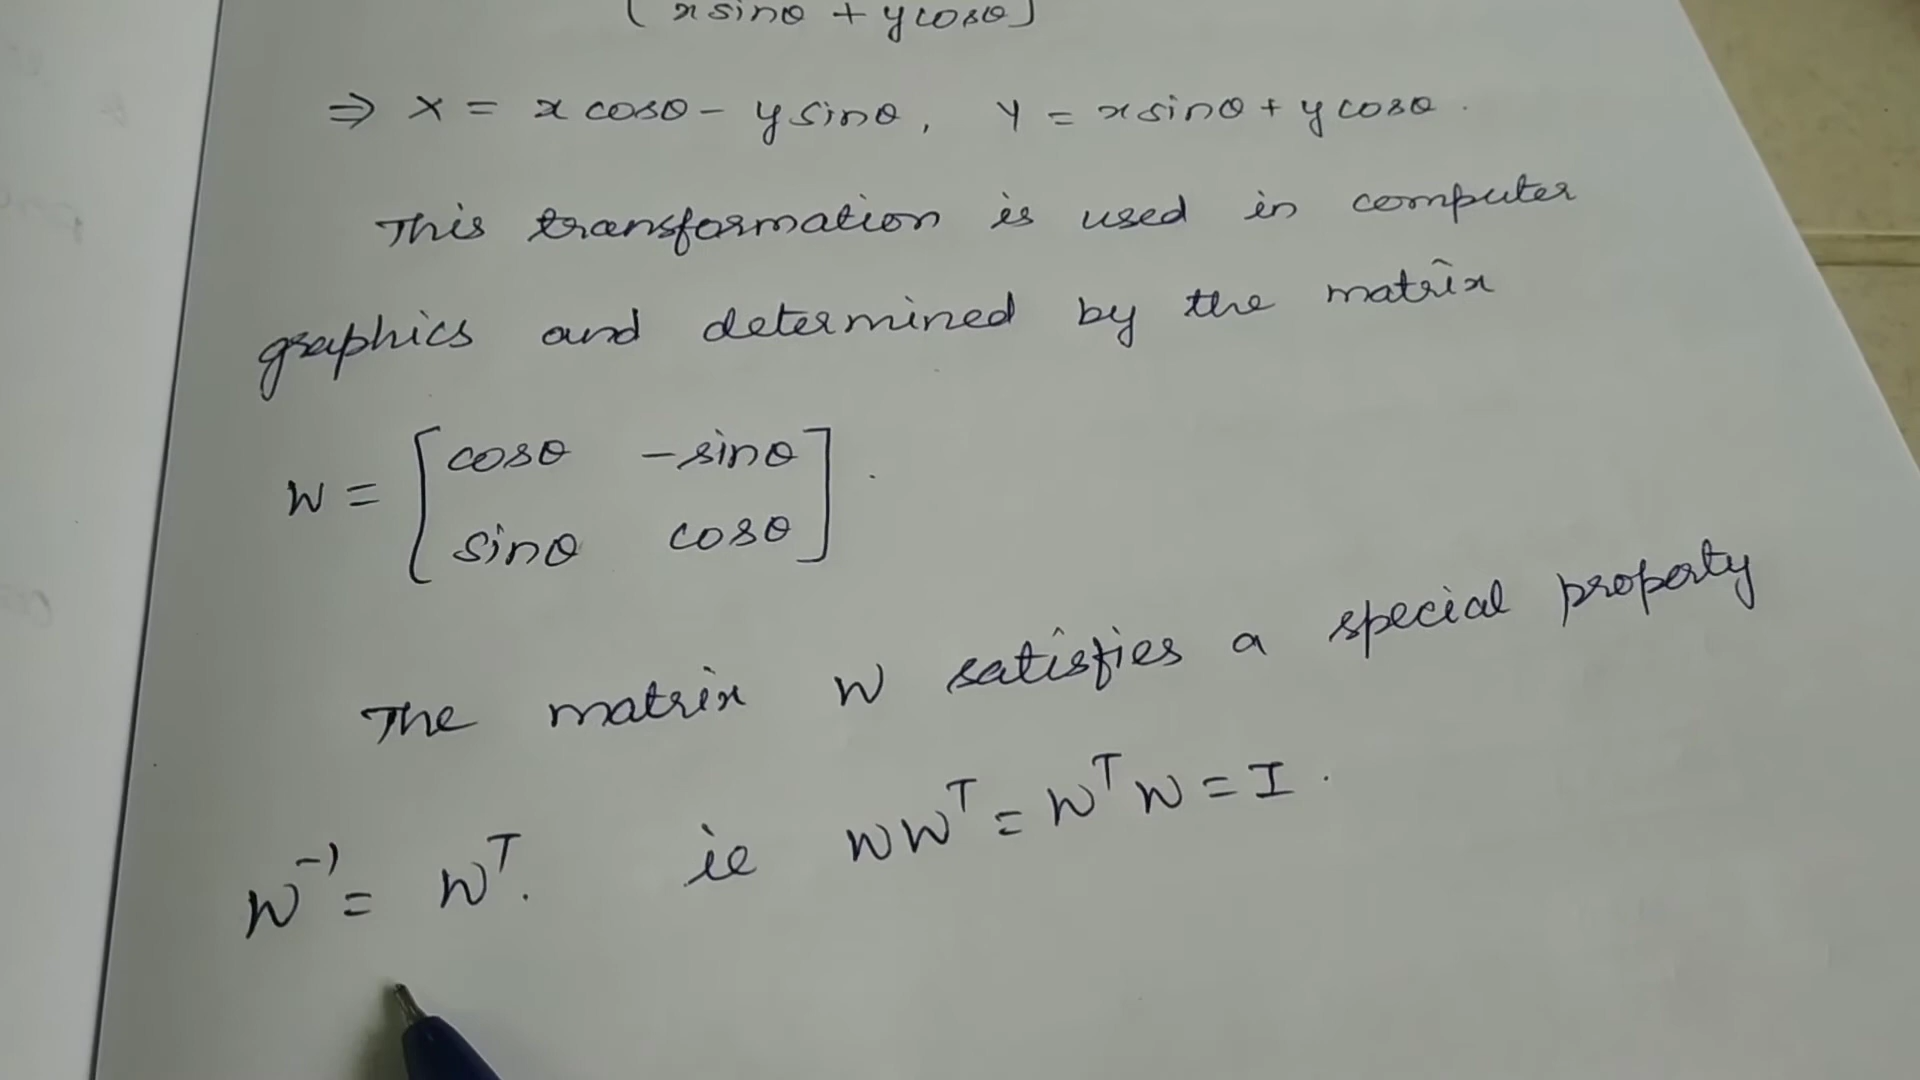 ( x sinθ + y cosθ )
⇒ X = x cosθ - y sinθ, Y = x sinθ + y cosθ .
This transformation is used in computer
graphics and determined by the matrix
W = [ cosθ -sinθ ] .
[ sinθ cosθ ]
The matrix W satisfies a special property
W⁻¹ = Wᵀ. ie WWᵀ = WᵀW = I .